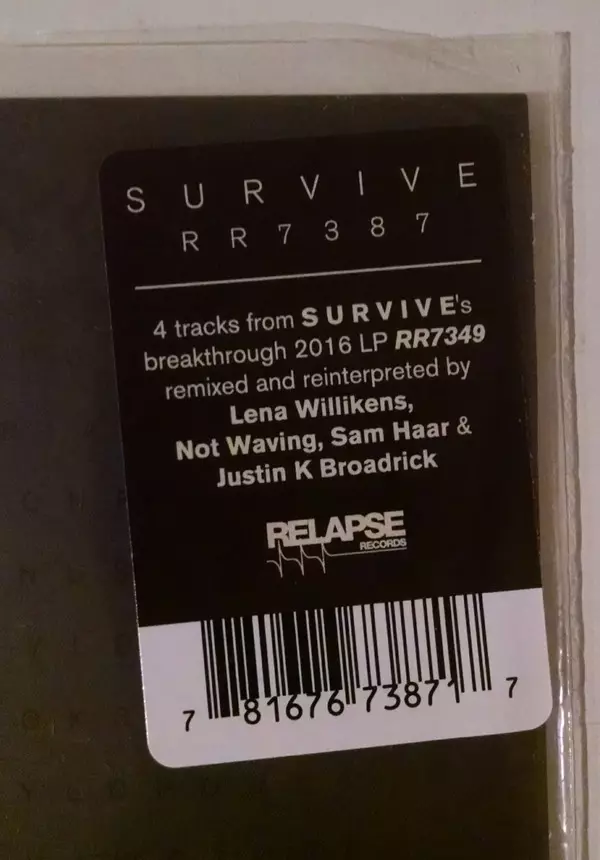 S U R V I V E
R R 7 3 8 7
4 tracks from S U R V I V E's
breakthrough 2016 LP RR7349
remixed and reinterpreted by
Lena Willikens,
Not Waving, Sam Haar &
Justin K Broadrick
RELAPSE
RECORDS
7 81676 73871 7